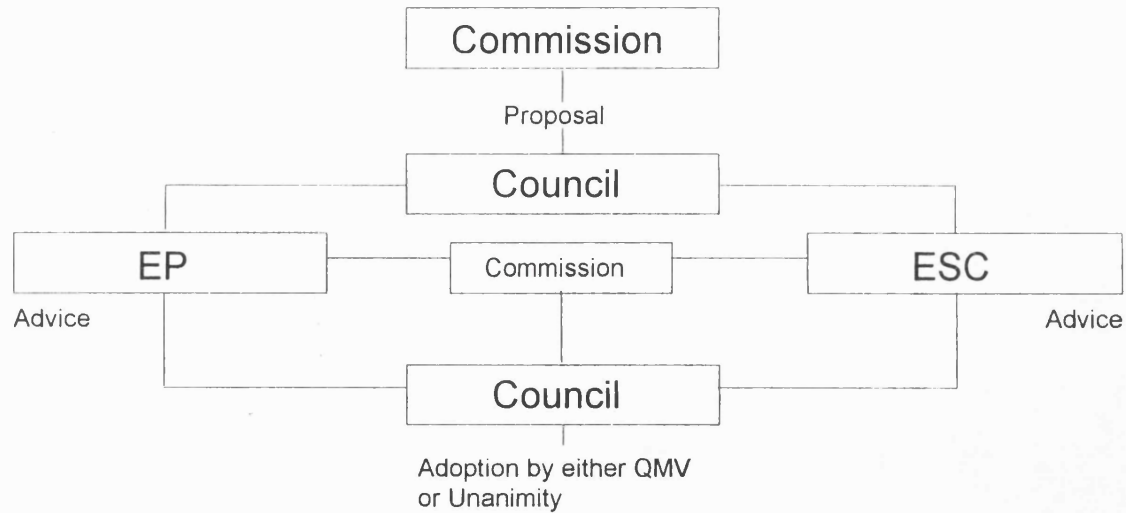 Commission
Proposal
Council
EP
Commission
ESC
Advice
Advice
Council
Adoption by either QMV
or Unanimity